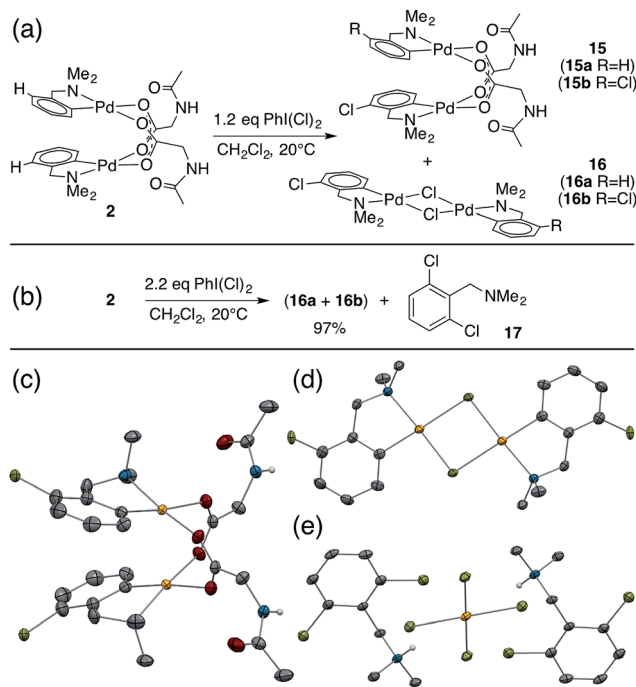 (a)
R
N
Me2
O
NH
Pd
O
O
O
O
Cl
Pd
N
Me2
NH
O
15
(15a R=H)
(15b R=Cl)
Me2
N
H
Pd
O
O
O
NH
O
O
H
Pd
N
Me2
NH
O
2
1.2 eq PhI(Cl)2
CH2Cl2, 20°C
+
16
(16a R=H)
(16b R=Cl)
Cl
Pd
N
Me2
Cl
Cl
Pd
Me2
N
R
(b)
2
2.2 eq PhI(Cl)2
CH2Cl2, 20°C
(16a + 16b)
97%
+
Cl
NMe2
Cl
17
(c)
(d)
(e)